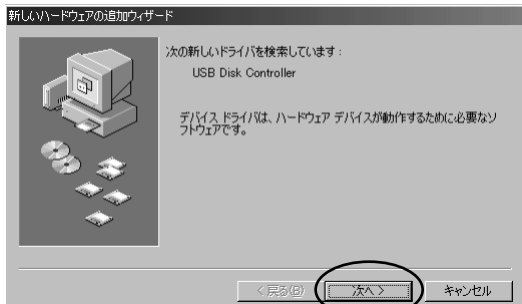 新しいハードウェアの追加ウィザード
次の新しいドライバを検索しています :
USB Disk Controller
デバイス ドライバは、ハードウェア デバイスが動作するために必要なソ
フトウェアです。
< 戻る(B)
次へ >
キャンセル